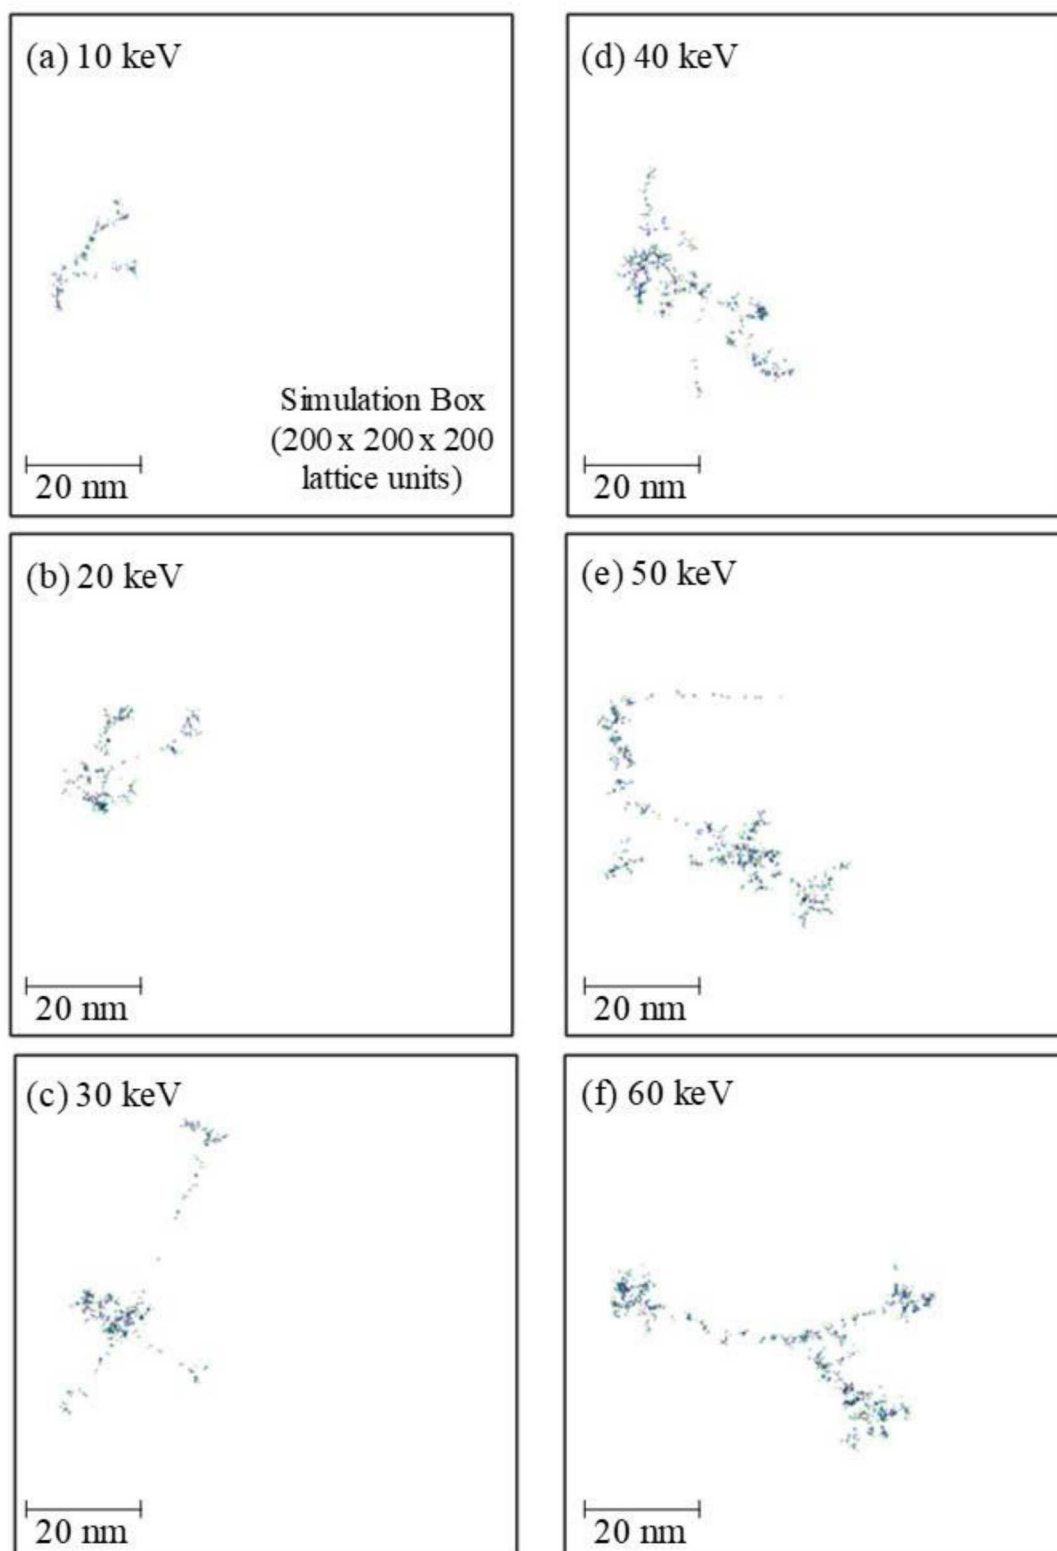 (a) 10 keV
Simulation Box
(200 x 200 x 200
lattice units)
20 nm
(b) 20 keV
20 nm
(c) 30 keV
20 nm
(d) 40 keV
20 nm
(e) 50 keV
20 nm
(f) 60 keV
20 nm